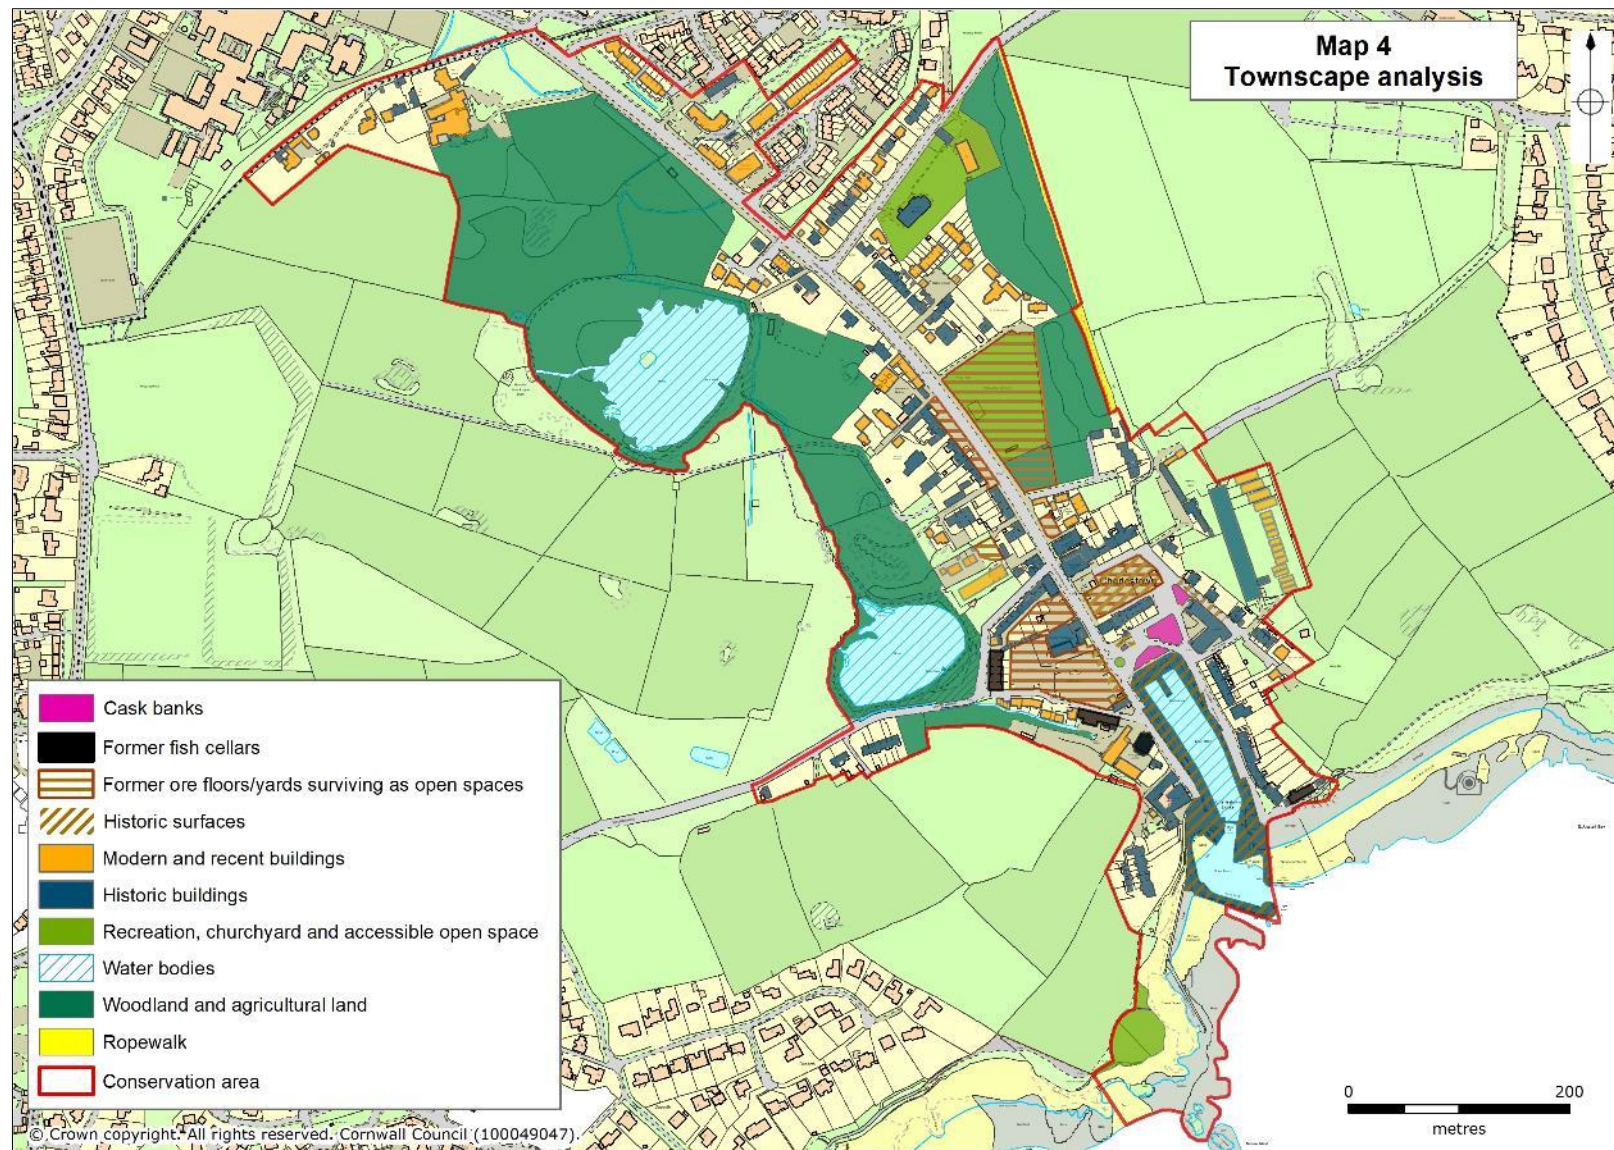 Map 4
Townscape analysis
Charlestown
Cask banks
Former fish cellars
Former ore floors/yards surviving as open spaces
Historic surfaces
Modern and recent buildings
Historic buildings
Recreation, churchyard and accessible open space
Water bodies
Woodland and agricultural land
Ropewalk
Conservation area
0 200
metres
© Crown copyright. All rights reserved. Cornwall Council (100049047).